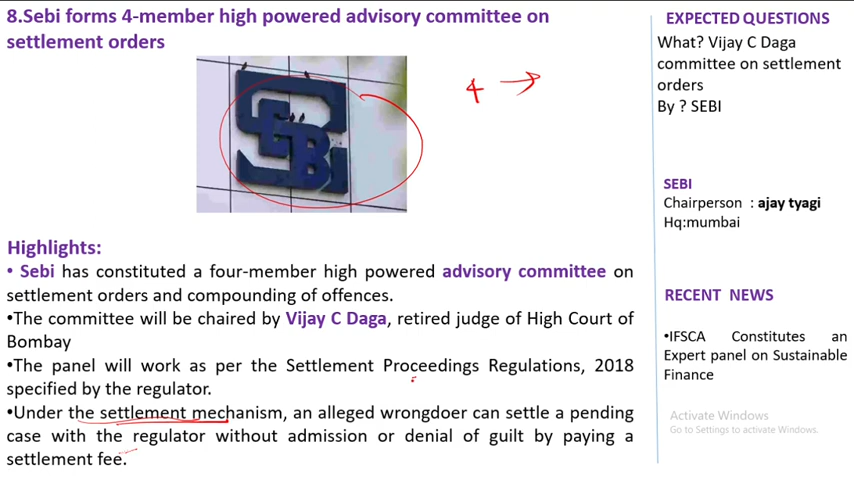 8.Sebi forms 4-member high powered advisory committee on
settlement orders
SEBI
4 →
Highlights:
• Sebi has constituted a four-member high powered advisory committee on
settlement orders and compounding of offences.
•The committee will be chaired by Vijay C Daga, retired judge of High Court of
Bombay
•The panel will work as per the Settlement Proceedings Regulations, 2018
specified by the regulator.
•Under the settlement mechanism, an alleged wrongdoer can settle a pending
case with the regulator without admission or denial of guilt by paying a
settlement fee.
EXPECTED QUESTIONS
What? Vijay C Daga
committee on settlement
orders
By ? SEBI
SEBI
Chairperson : ajay tyagi
Hq:mumbai
RECENT NEWS
•IFSCA Constitutes an
Expert panel on Sustainable
Finance
Activate Windows
Go to Settings to activate Windows.